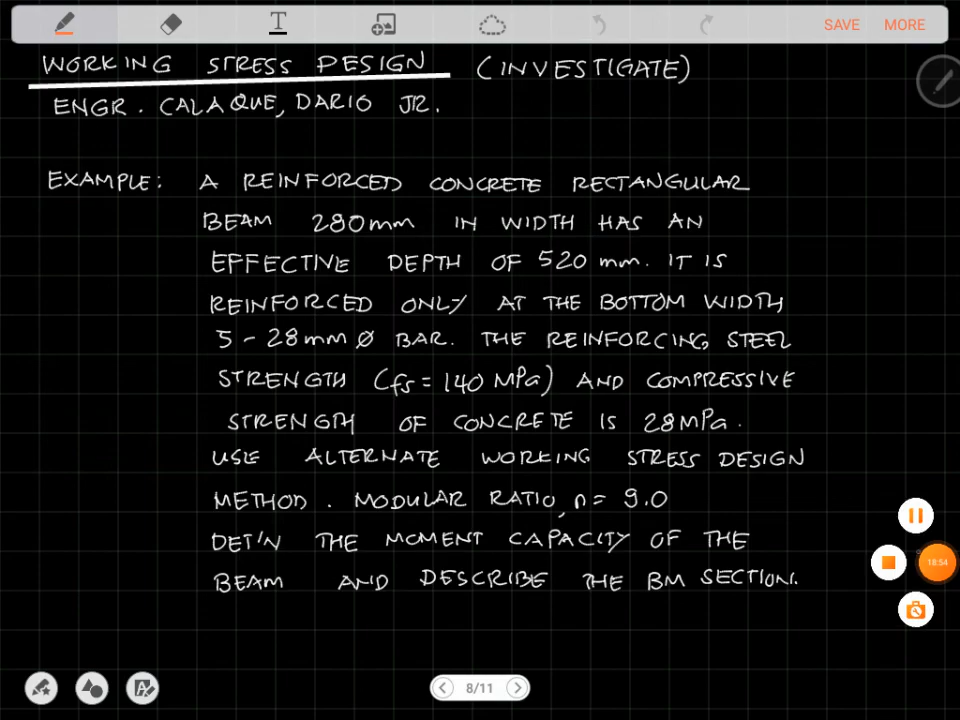 SAVE MORE
WORKING STRESS DESIGN (INVESTIGATE)
ENGR. CALAQUE, DARIO JR.
EXAMPLE: A REINFORCED CONCRETE RECTANGULAR
BEAM 280mm IN WIDTH HAS AN
EFFECTIVE DEPTH OF 520 mm. IT IS
REINFORCED ONLY AT THE BOTTOM WIDTH
5 - 28mm Ø BAR. THE REINFORCING STEEL
STRENGTH (fs = 140 MPa) AND COMPRESSIVE
STRENGTH OF CONCRETE IS 28MPa.
USE ALTERNATE WORKING STRESS DESIGN
METHOD. MODULAR RATIO, n = 9.0
DET'N THE MOMENT CAPACITY OF THE
BEAM AND DESCRIBE THE BM SECTION.
18:54
8/11